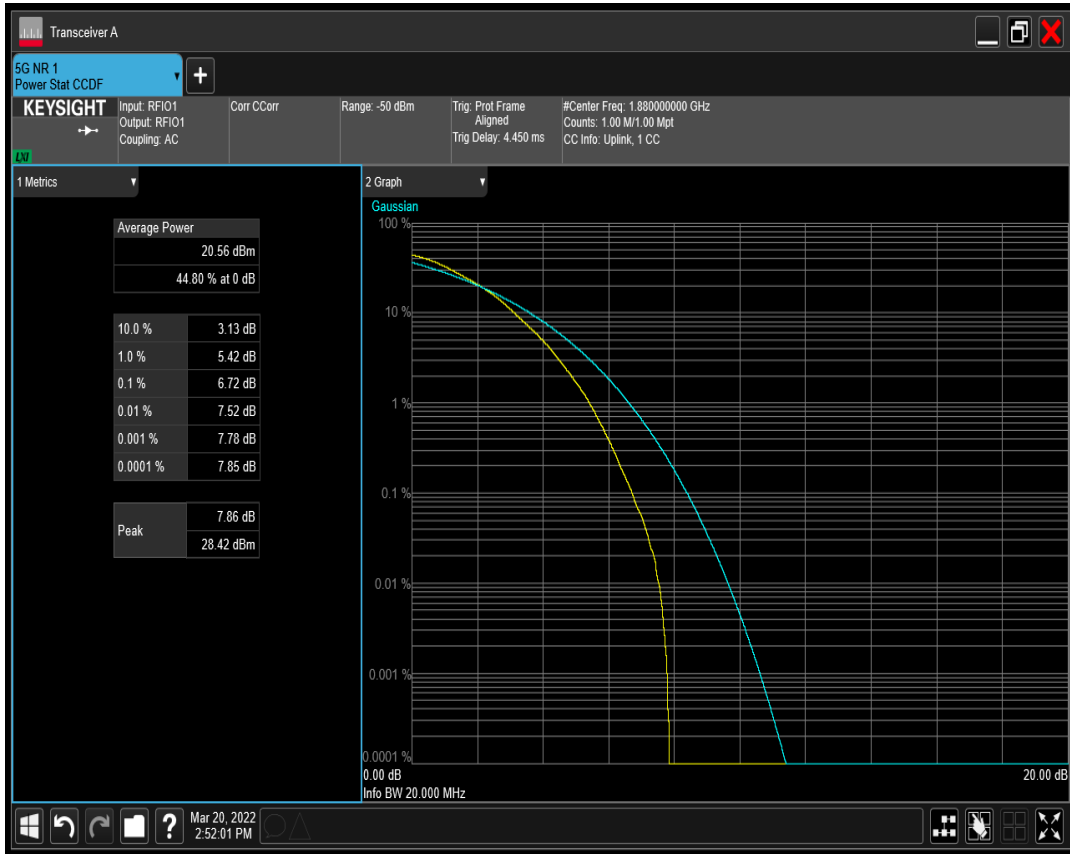 Transceiver A
5G NR 1
Power Stat CCDF
+
KEYSIGHT
LXI
Input: RFIO1
Output: RFIO1
Coupling: AC
Corr CCorr
Range: -50 dBm
Trig: Prot Frame
Aligned
Trig Delay: 4.450 ms
#Center Freq: 1.880000000 GHz
Counts: 1.00 M/1.00 Mpt
CC Info: Uplink, 1 CC
1 Metrics
Average Power
20.56 dBm
44.80 % at 0 dB
10.0 % 3.13 dB
1.0 % 5.42 dB
0.1 % 6.72 dB
0.01 % 7.52 dB
0.001 % 7.78 dB
0.0001 % 7.85 dB
Peak
7.86 dB
28.42 dBm
2 Graph
Gaussian
100 %
10 %
1 %
0.1 %
0.01 %
0.001 %
0.0001 %
0.00 dB 20.00 dB
Info BW 20.000 MHz
?
Mar 20, 2022
2:52:01 PM